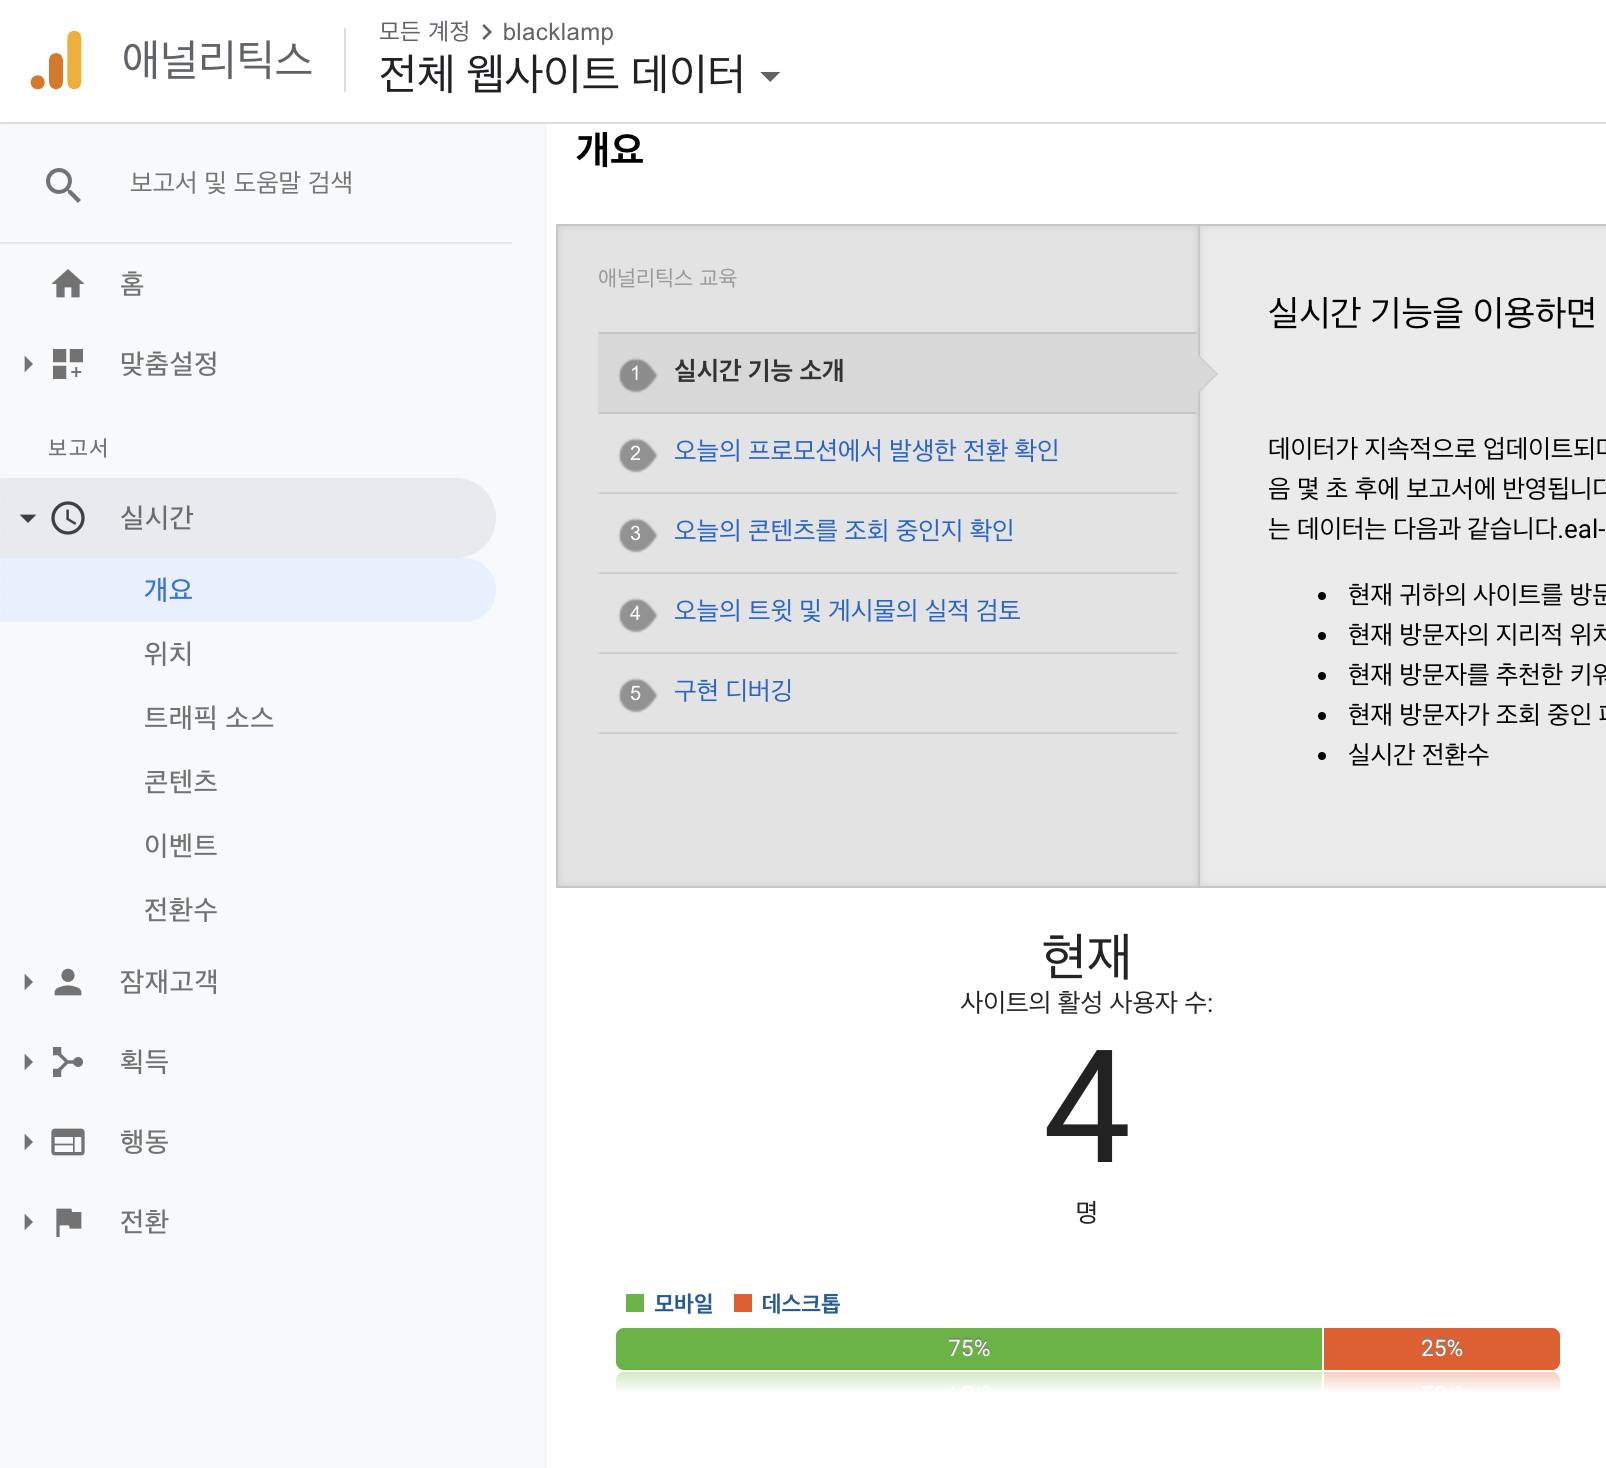 애널리틱스
모든 계정 > blacklamp
전체 웹사이트 데이터
보고서 및 도움말 검색
홈
맞춤설정
보고서
실시간
개요
위치
트래픽 소스
콘텐츠
이벤트
전환수
잠재고객
획득
행동
전환
개요
애널리틱스 교육
1 실시간 기능 소개
2 오늘의 프로모션에서 발생한 전환 확인
3 오늘의 콘텐츠를 조회 중인지 확인
4 오늘의 트윗 및 게시물의 실적 검토
5 구현 디버깅
실시간 기능을 이용하면
데이터가 지속적으로 업데이트되며
음 몇 초 후에 보고서에 반영됩니다
는 데이터는 다음과 같습니다.eal-
• 현재 귀하의 사이트를 방문
• 현재 방문자의 지리적 위치
• 현재 방문자를 추천한 키워
• 현재 방문자가 조회 중인
• 실시간 전환수
현재
사이트의 활성 사용자 수:
4
명
모바일 데스크톱
75% 25%